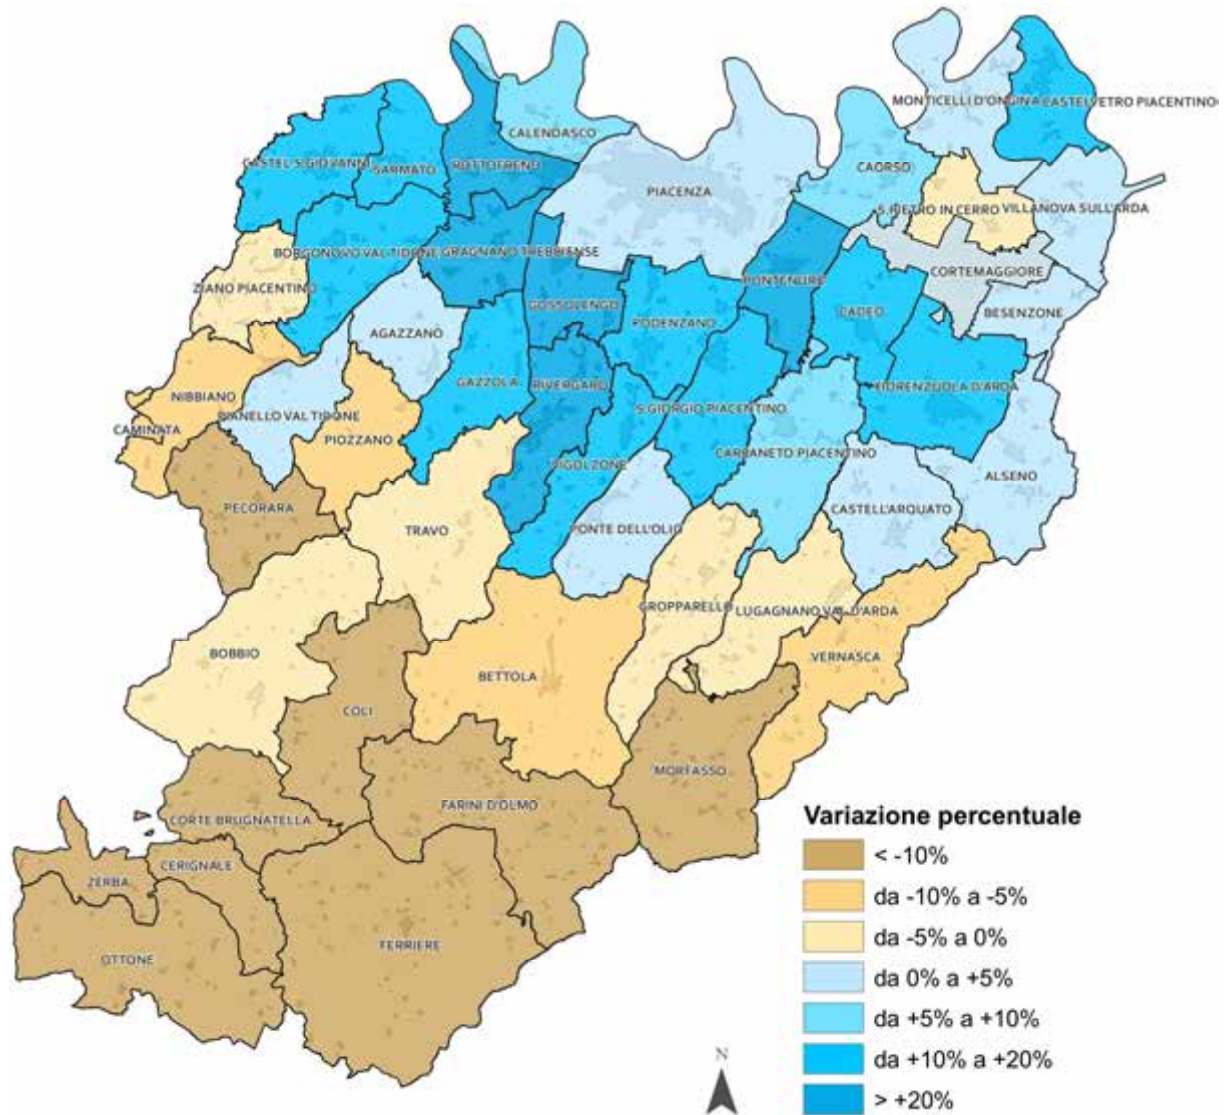 MONTICELLI D'ONGINA
CASTELVETRO PIACENTINO
CALENDASCO
CASTEL S.GIOVANNI
SARMATO
ROTTOFRENO
CAORSO
PIACENZA
S.PIETRO IN CERRO
VILLANOVA SULL'ARDA
BORGONOVO VAL TIDONE
GRAGNANO TREBBIENSE
CORTEMAGGIORE
ZIANO PIACENTINO
PONTENURE
GOSSOLENGO
PODENZANO
CADEO
BESENZONE
AGAZZANO
GAZZOLA
RIVERGARO
FIORENZUOLA D'ARDA
NIBBIANO
PIANELLO VAL TIDONE
S.GIORGIO PIACENTINO
CAMINATA
PIOZZANO
CARPANETO PIACENTINO
VIGOLZONE
ALSENO
PECORARA
CASTELL'ARQUATO
TRAVO
PONTE DELL'OLIO
GROPPARELLO
LUGAGNANO VAL D'ARDA
BOBBIO
VERNASCA
BETTOLA
COLI
MORFASSO
FARINI D'OLMO
CORTE BRUGNATELLA
CERIGNALE
ZERBA
FERRIERE
OTTONE
Variazione percentuale
< -10%
da -10% a -5%
da -5% a 0%
da 0% a +5%
da +5% a +10%
da +10% a +20%
> +20%
N